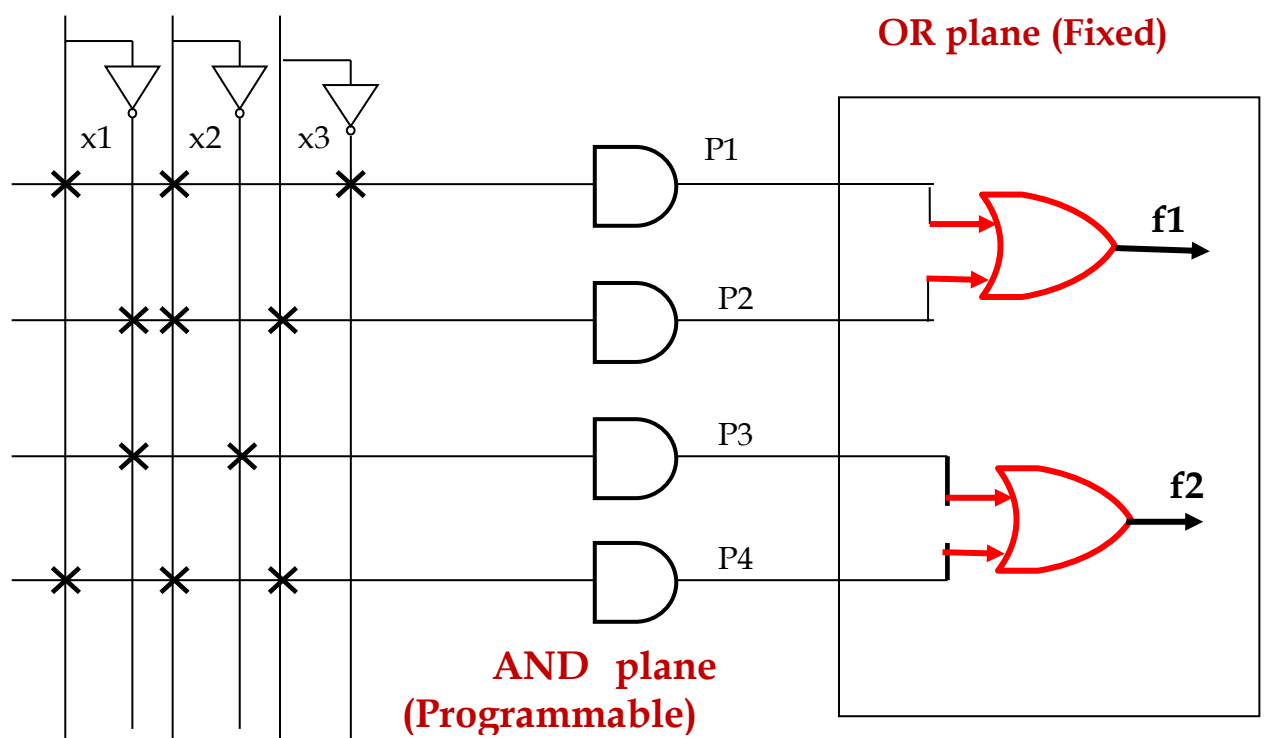 OR plane (Fixed)
x1 x2 x3
P1
f1
P2
P3
f2
P4
AND plane
(Programmable)